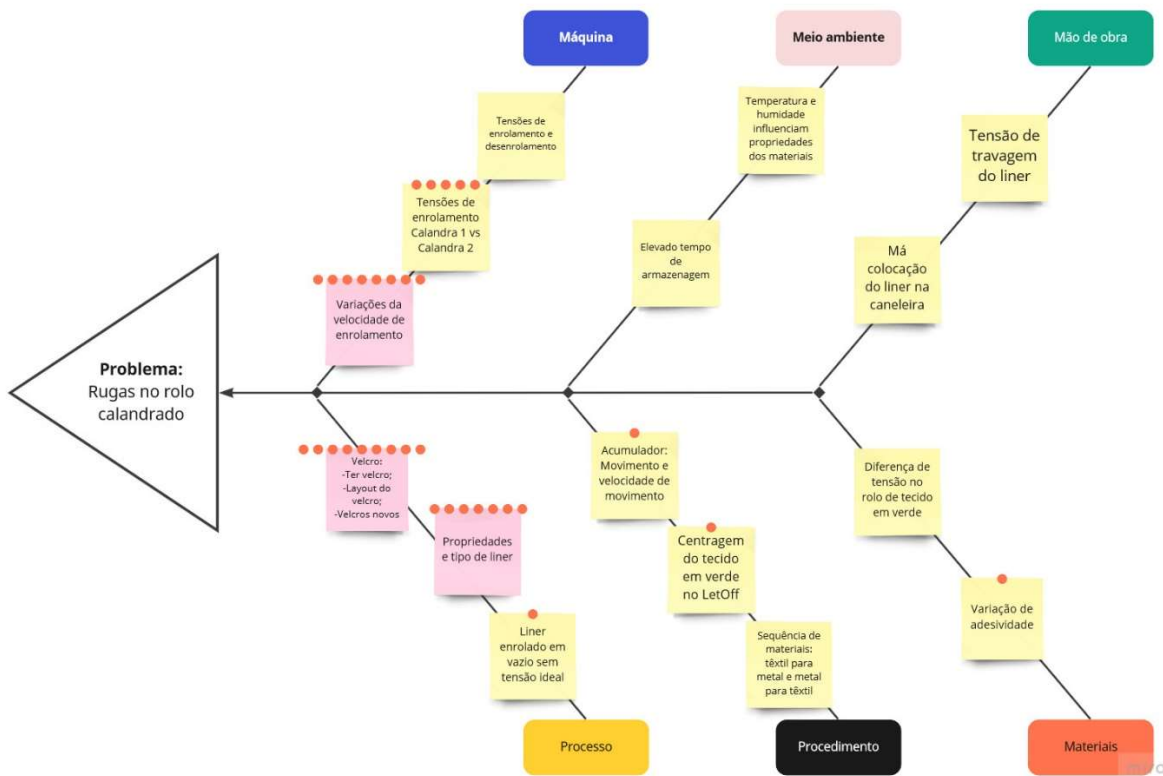 Máquina
Meio ambiente
Mão de obra
Tensões de
enrolamento e
desenrolamento
Temperatura e
humidade
influenciam
propriedades
dos materiais
Tensão de
travagem
do liner
Tensões de
enrolamento
Calandra 1 vs
Calandra 2
Elevado tempo
de
armazenagem
Má
colocação
do liner na
caneleira
Variações da
velocidade de
enrolamento
Problema:
Rugas no rolo
calandrado
Velcro:
-Ter velcro;
-Layout do
velcro;
-Velcros novos
Acumulador:
Movimento e
velocidade de
movimento
Diferença de
tensão no
rolo de tecido
em verde
Propriedades
e tipo de liner
Centragem
do tecido
em verde
no LetOff
Variação de
adesividade
Liner
enrolado em
vazio sem
tensão ideal
Sequência de
materiais:
têxtil para
metal e metal
para têxtil
Processo
Procedimento
Materiais
miro